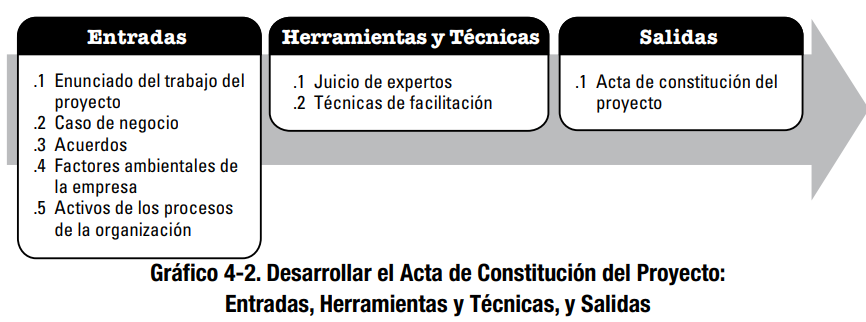 Entradas
.1 Enunciado del trabajo del
proyecto
.2 Caso de negocio
.3 Acuerdos
.4 Factores ambientales de
la empresa
.5 Activos de los procesos
de la organización
Herramientas y Técnicas
.1 Juicio de expertos
.2 Técnicas de facilitación
Salidas
.1 Acta de constitución del
proyecto
Gráfico 4-2. Desarrollar el Acta de Constitución del Proyecto:
Entradas, Herramientas y Técnicas, y Salidas